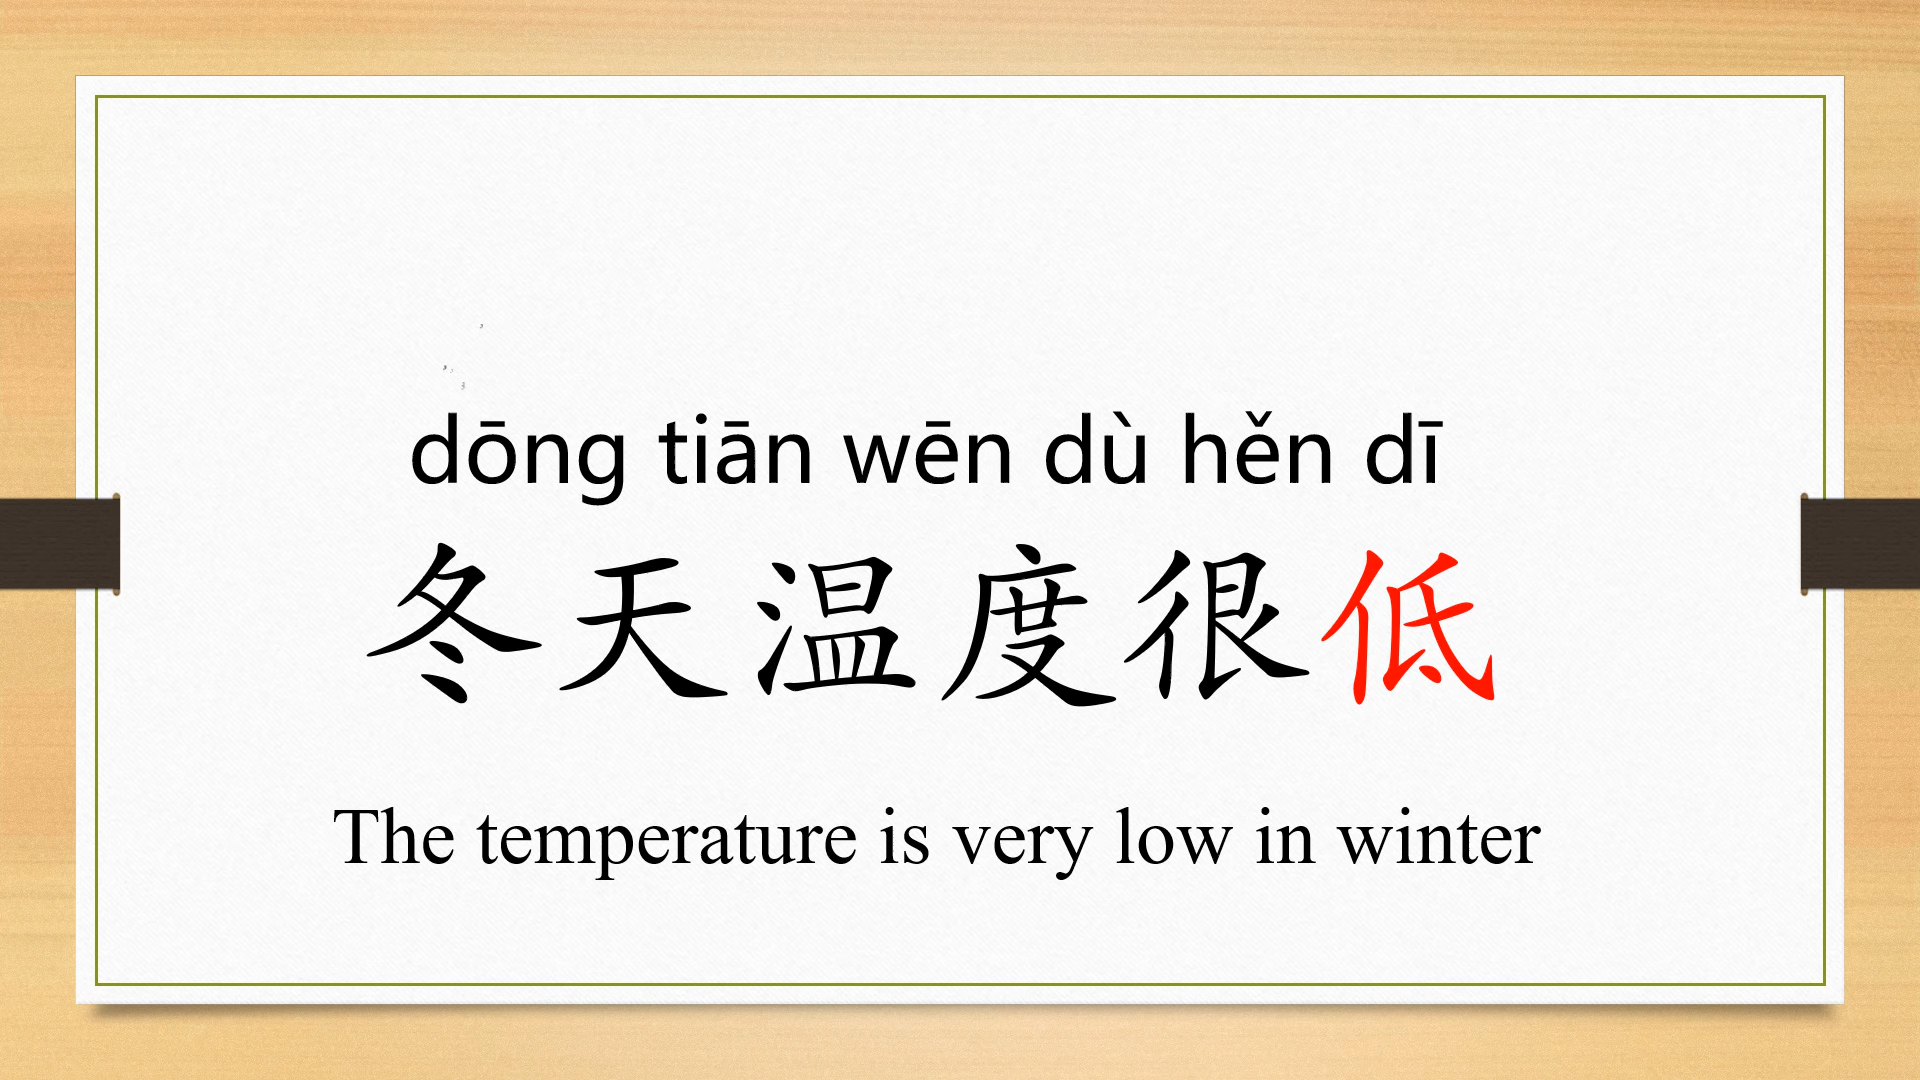 dōng tiān wēn dù hěn dī
冬天温度很低
The temperature is very low in winter